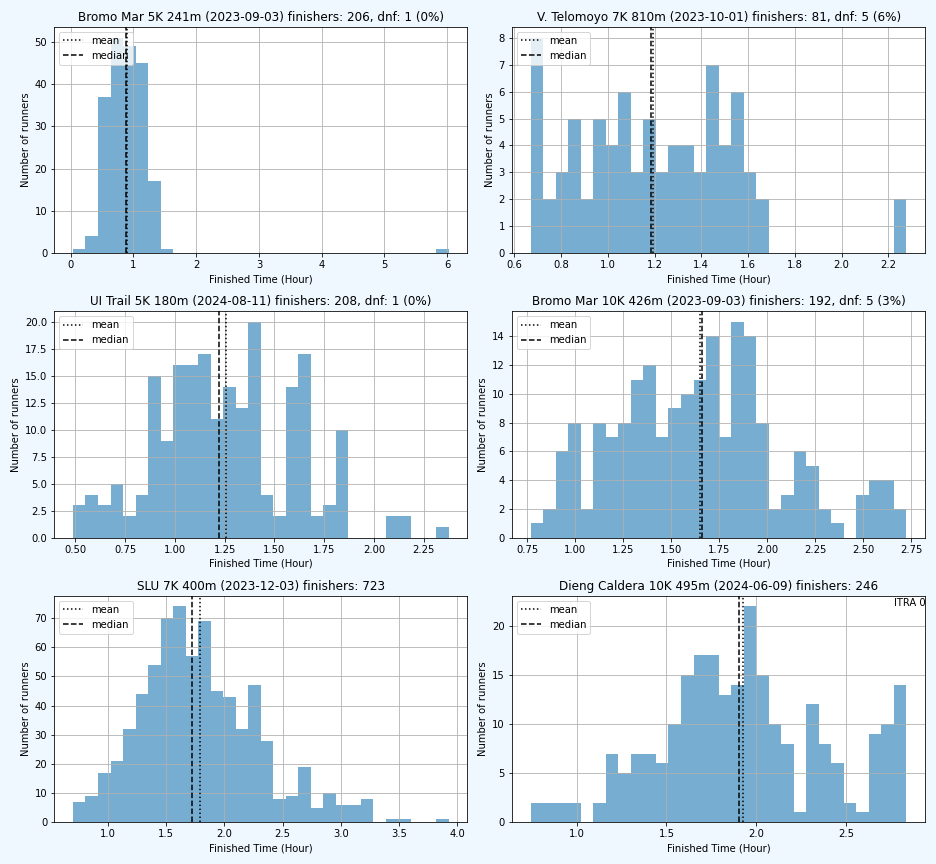 Bromo Mar 5K 241m (2023-09-03) finishers: 206, dnf: 1 (0%)
mean
median
50
40
30
20
10
0
Number of runners
0 1 2 3 4 5 6
Finished Time (Hour)
V. Telomoyo 7K 810m (2023-10-01) finishers: 81, dnf: 5 (6%)
mean
median
8
7
6
5
4
3
2
1
0
Number of runners
0.6 0.8 1.0 1.2 1.4 1.6 1.8 2.0 2.2
Finished Time (Hour)
UI Trail 5K 180m (2024-08-11) finishers: 208, dnf: 1 (0%)
mean
median
20.0
17.5
15.0
12.5
10.0
7.5
5.0
2.5
0.0
Number of runners
0.50 0.75 1.00 1.25 1.50 1.75 2.00 2.25
Finished Time (Hour)
Bromo Mar 10K 426m (2023-09-03) finishers: 192, dnf: 5 (3%)
mean
median
14
12
10
8
6
4
2
0
Number of runners
0.75 1.00 1.25 1.50 1.75 2.00 2.25 2.50 2.75
Finished Time (Hour)
SLU 7K 400m (2023-12-03) finishers: 723
mean
median
70
60
50
40
30
20
10
0
Number of runners
1.0 1.5 2.0 2.5 3.0 3.5 4.0
Finished Time (Hour)
Dieng Caldera 10K 495m (2024-06-09) finishers: 246
ITRA 0
mean
median
20
15
10
5
0
Number of runners
1.0 1.5 2.0 2.5
Finished Time (Hour)